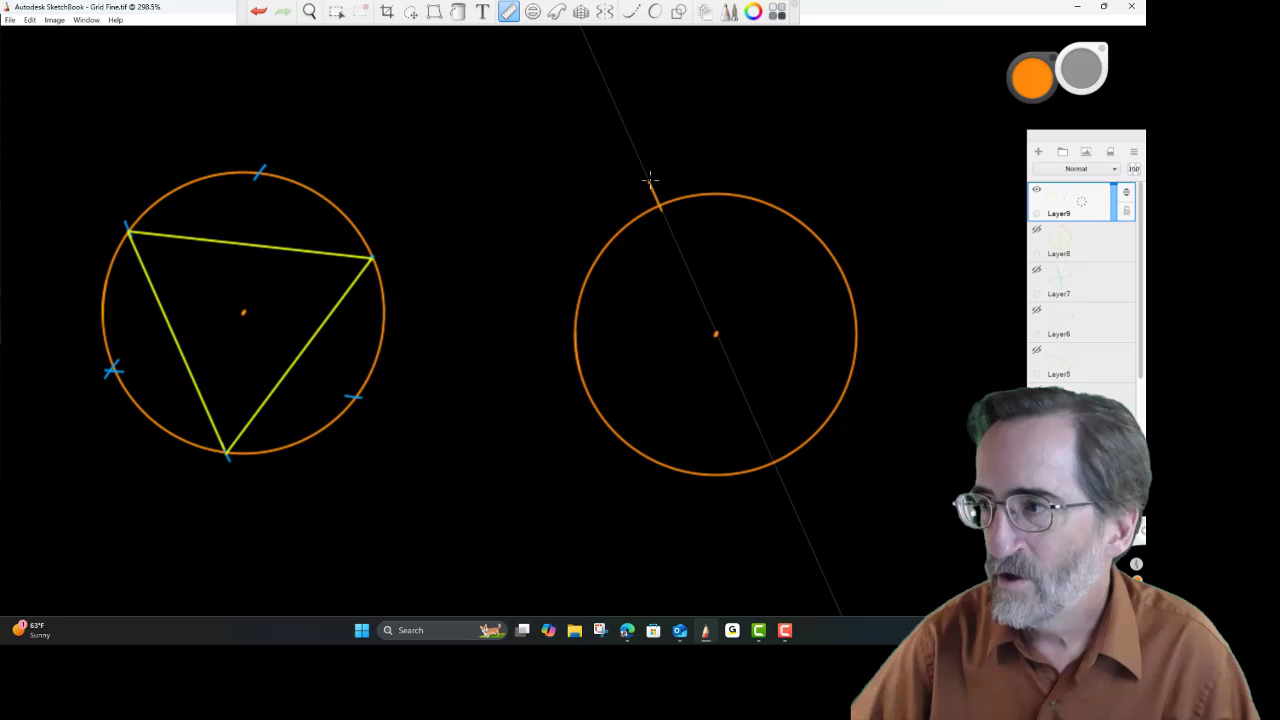 Autodesk SketchBook - Grid Fine.tif @ 298.5%
File Edit Image Window Help
T
Normal 100
Layer9
Layer8
Layer7
Layer6
Layer5
63°F
Sunny
Search
G